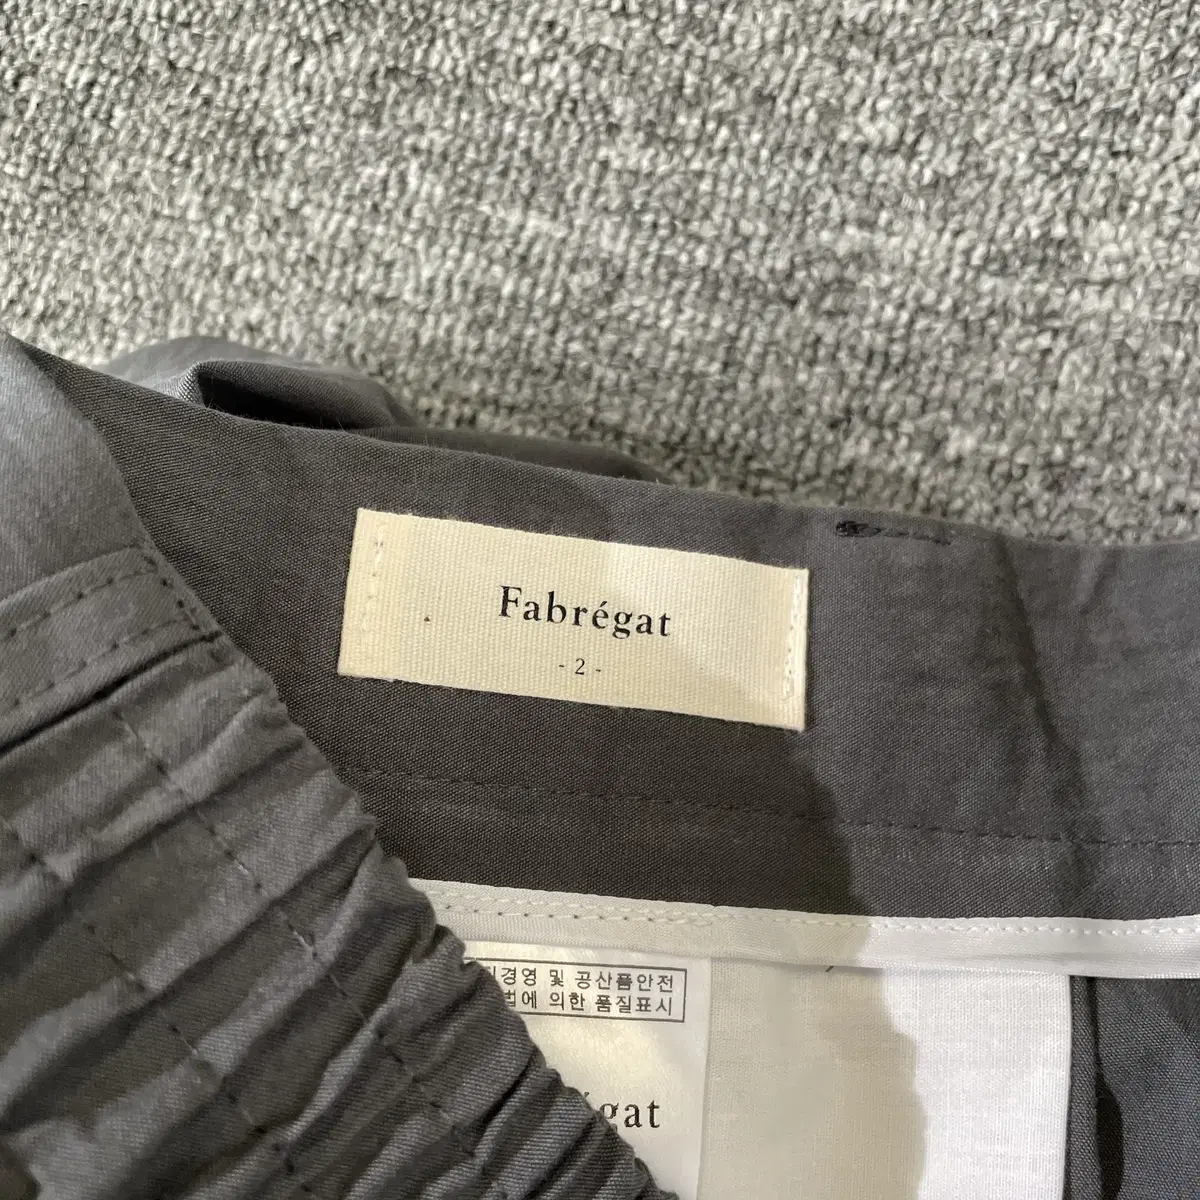 Fabrégat
- 2 -
경영 및 공산품안전
법에 의한 품질표시
égat